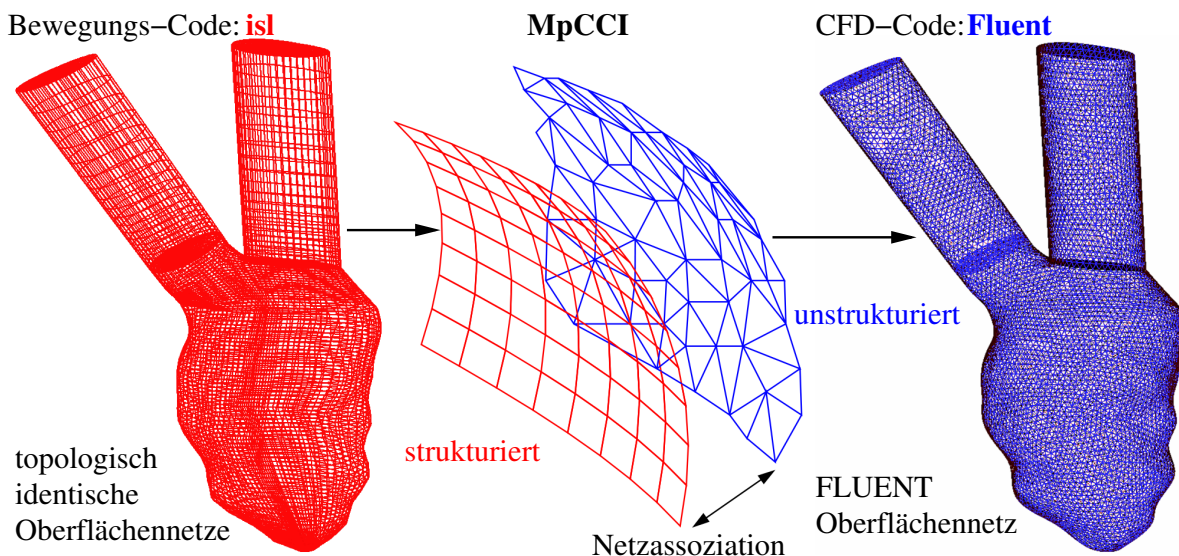 Bewegungs−Code: isl
MpCCI
CFD−Code: Fluent
unstrukturiert
strukturiert
topologisch
identische
Oberflächennetze
Netzassoziation
FLUENT
Oberflächennetz